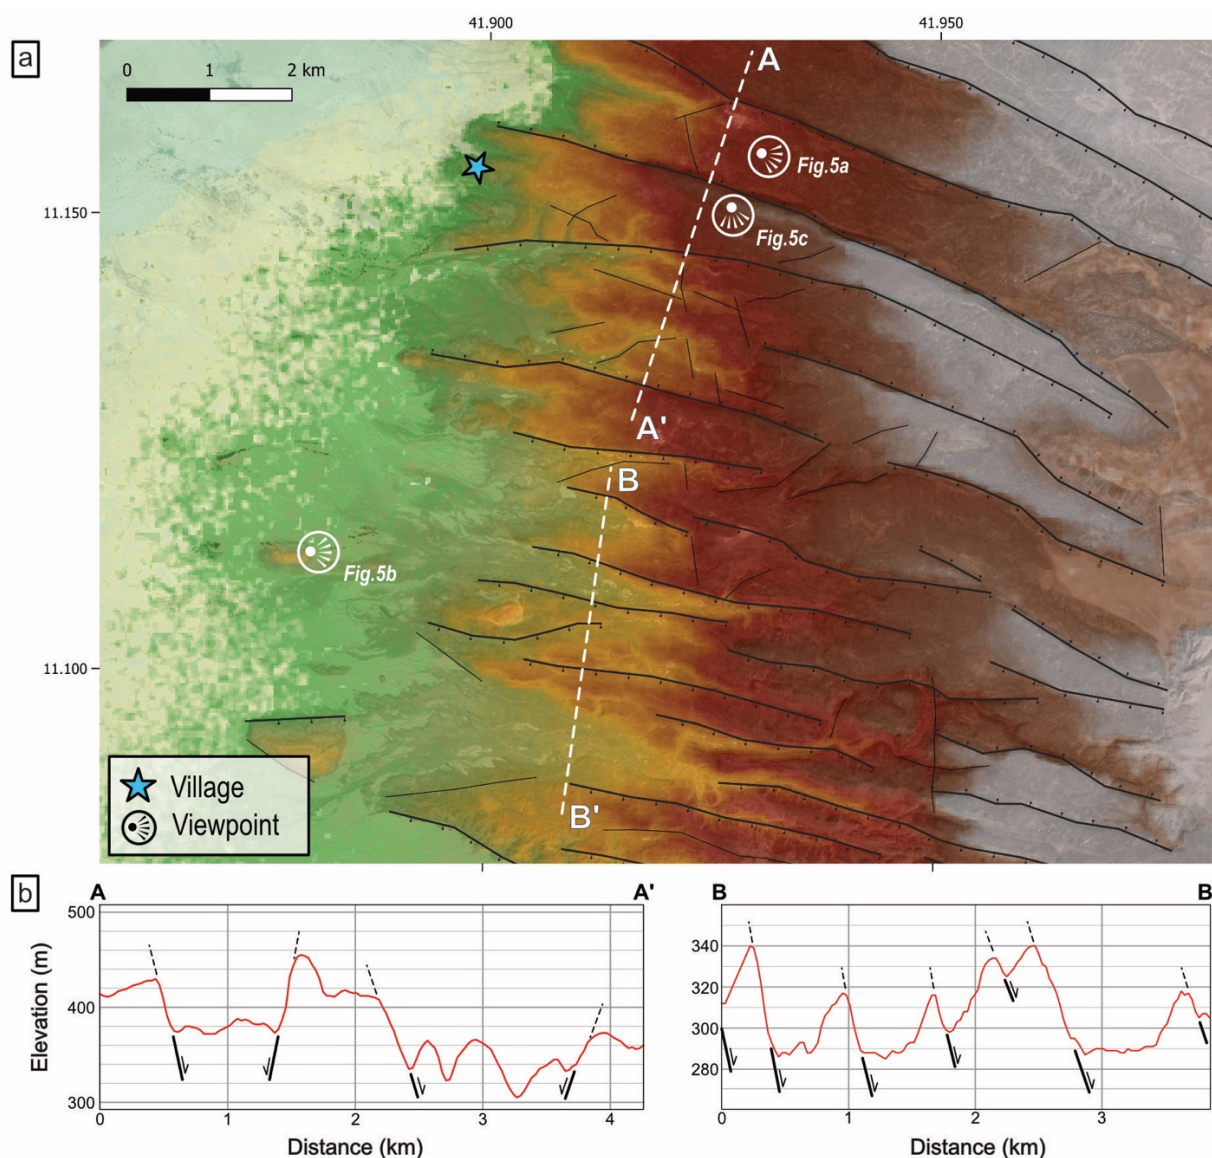 41.900 41.950
a
0 1 2 km
A
Fig.5a
11.150
Fig.5c
A'
B
Fig.5b
11.100
B'
Village
Viewpoint
b
A A' B B
500
400
300
Elevation (m)
0 1 2 3 4
Distance (km)
340
320
300
280
0 1 2 3
Distance (km)